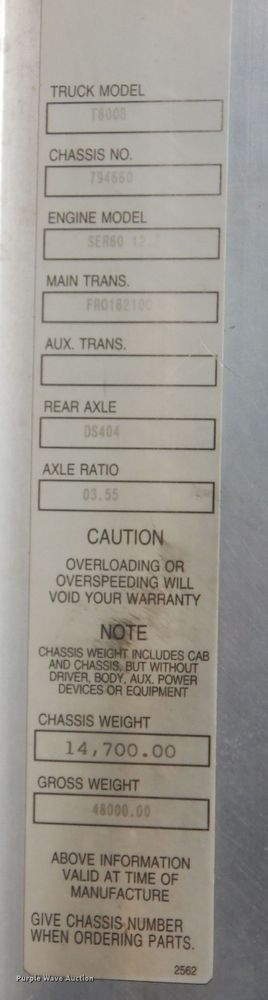 TRUCK MODEL
T600B
CHASSIS NO.
794660
ENGINE MODEL
SER60 12.7
MAIN TRANS.
FRO16210C
AUX. TRANS.
REAR AXLE
DS404
AXLE RATIO
03.55
CAUTION
OVERLOADING OR
OVERSPEEDING WILL
VOID YOUR WARRANTY
NOTE
CHASSIS WEIGHT INCLUDES CAB
AND CHASSIS, BUT WITHOUT
DRIVER, BODY, AUX. POWER
DEVICES OR EQUIPMENT
CHASSIS WEIGHT
14,700.00
GROSS WEIGHT
48000.00
ABOVE INFORMATION
VALID AT TIME OF
MANUFACTURE
GIVE CHASSIS NUMBER
WHEN ORDERING PARTS.
2562
Purple Wave Auction